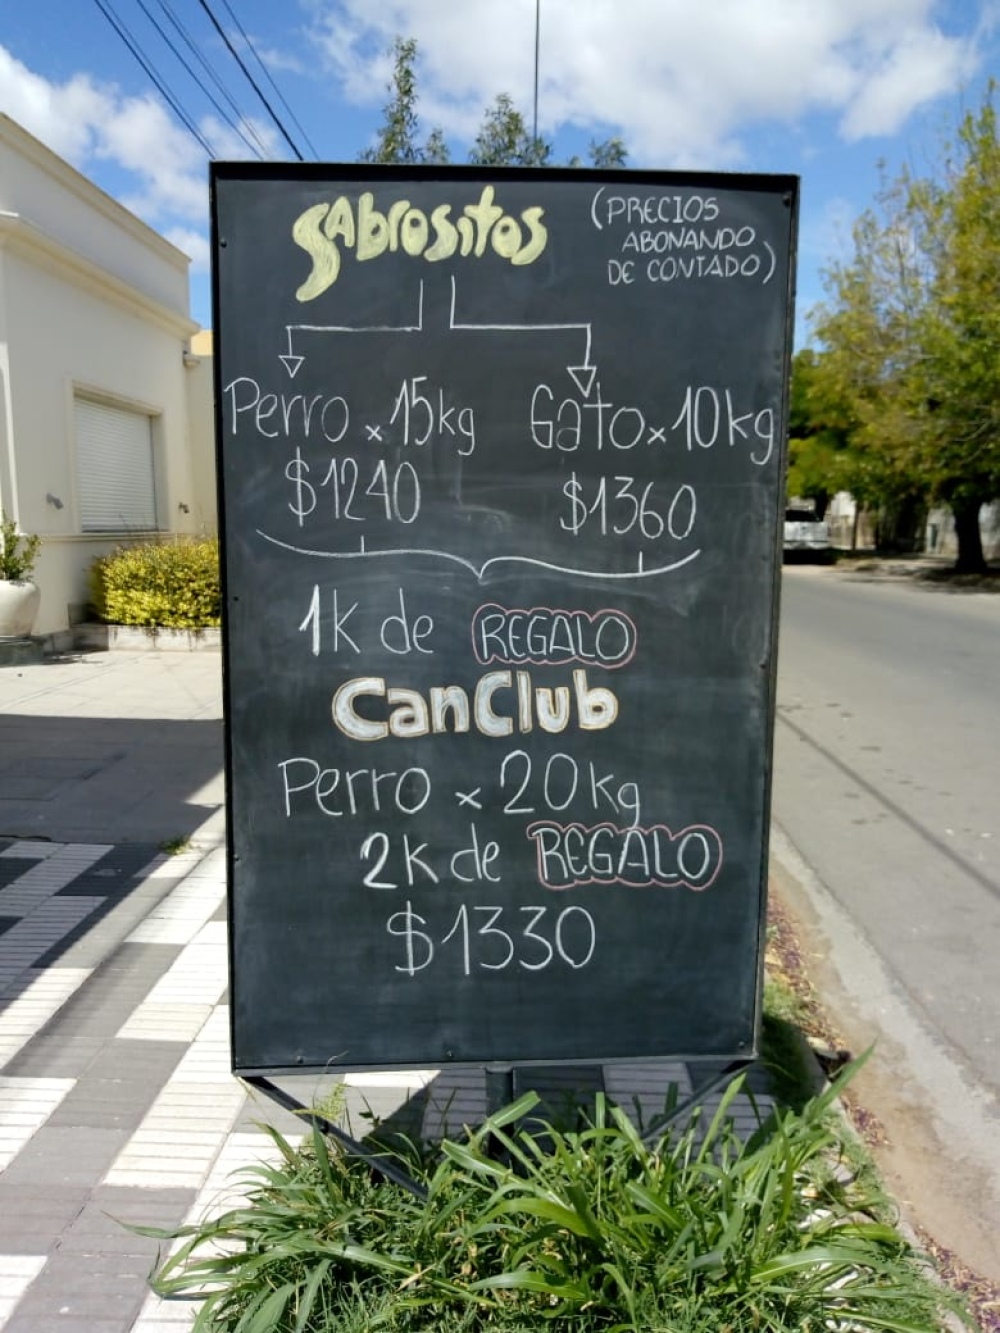 SAbrositos
(PRECIOS
ABONANDO
DE CONTADO)
Perro x 15kg
$1240
Gato x 10kg
$1360
1K de REGALO
CanClub
Perro x 20kg
2K de REGALO
$1330